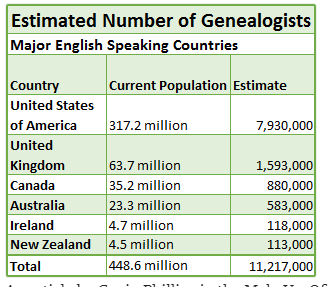 Estimated Number of Genealogists
Major English Speaking Countries
Country Current Population Estimate
United States
of America 317.2 million 7,930,000
United
Kingdom 63.7 million 1,593,000
Canada 35.2 million 880,000
Australia 23.3 million 583,000
Ireland 4.7 million 118,000
New Zealand 4.5 million 113,000
Total 448.6 million 11,217,000